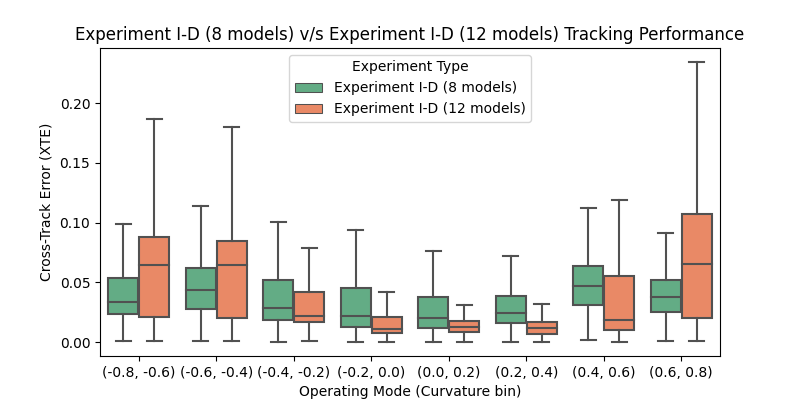 Experiment I-D (8 models) v/s Experiment I-D (12 models) Tracking Performance
Experiment Type
Experiment I-D (8 models)
Experiment I-D (12 models)
Cross-Track Error (XTE)
0.20
0.15
0.10
0.05
0.00
(-0.8, -0.6) (-0.6, -0.4) (-0.4, -0.2) (-0.2, 0.0) (0.0, 0.2) (0.2, 0.4) (0.4, 0.6) (0.6, 0.8)
Operating Mode (Curvature bin)